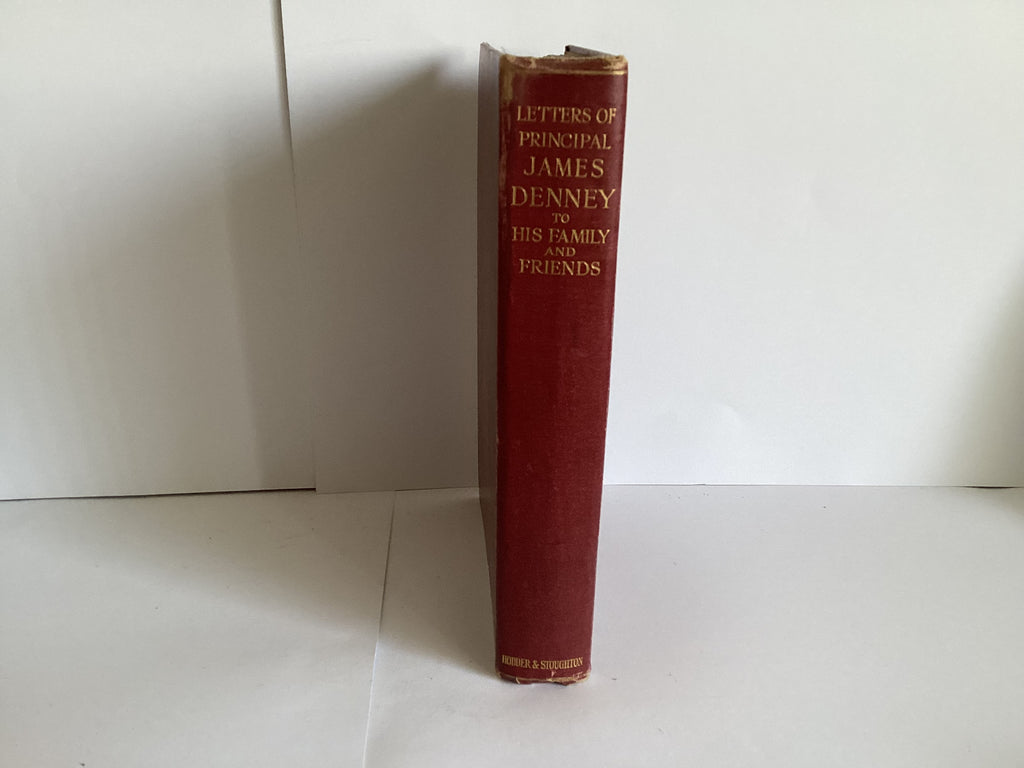 LETTERS OF
PRINCIPAL
JAMES
DENNEY
TO
HIS FAMILY
AND
FRIENDS
HODDER & STOUGHTON